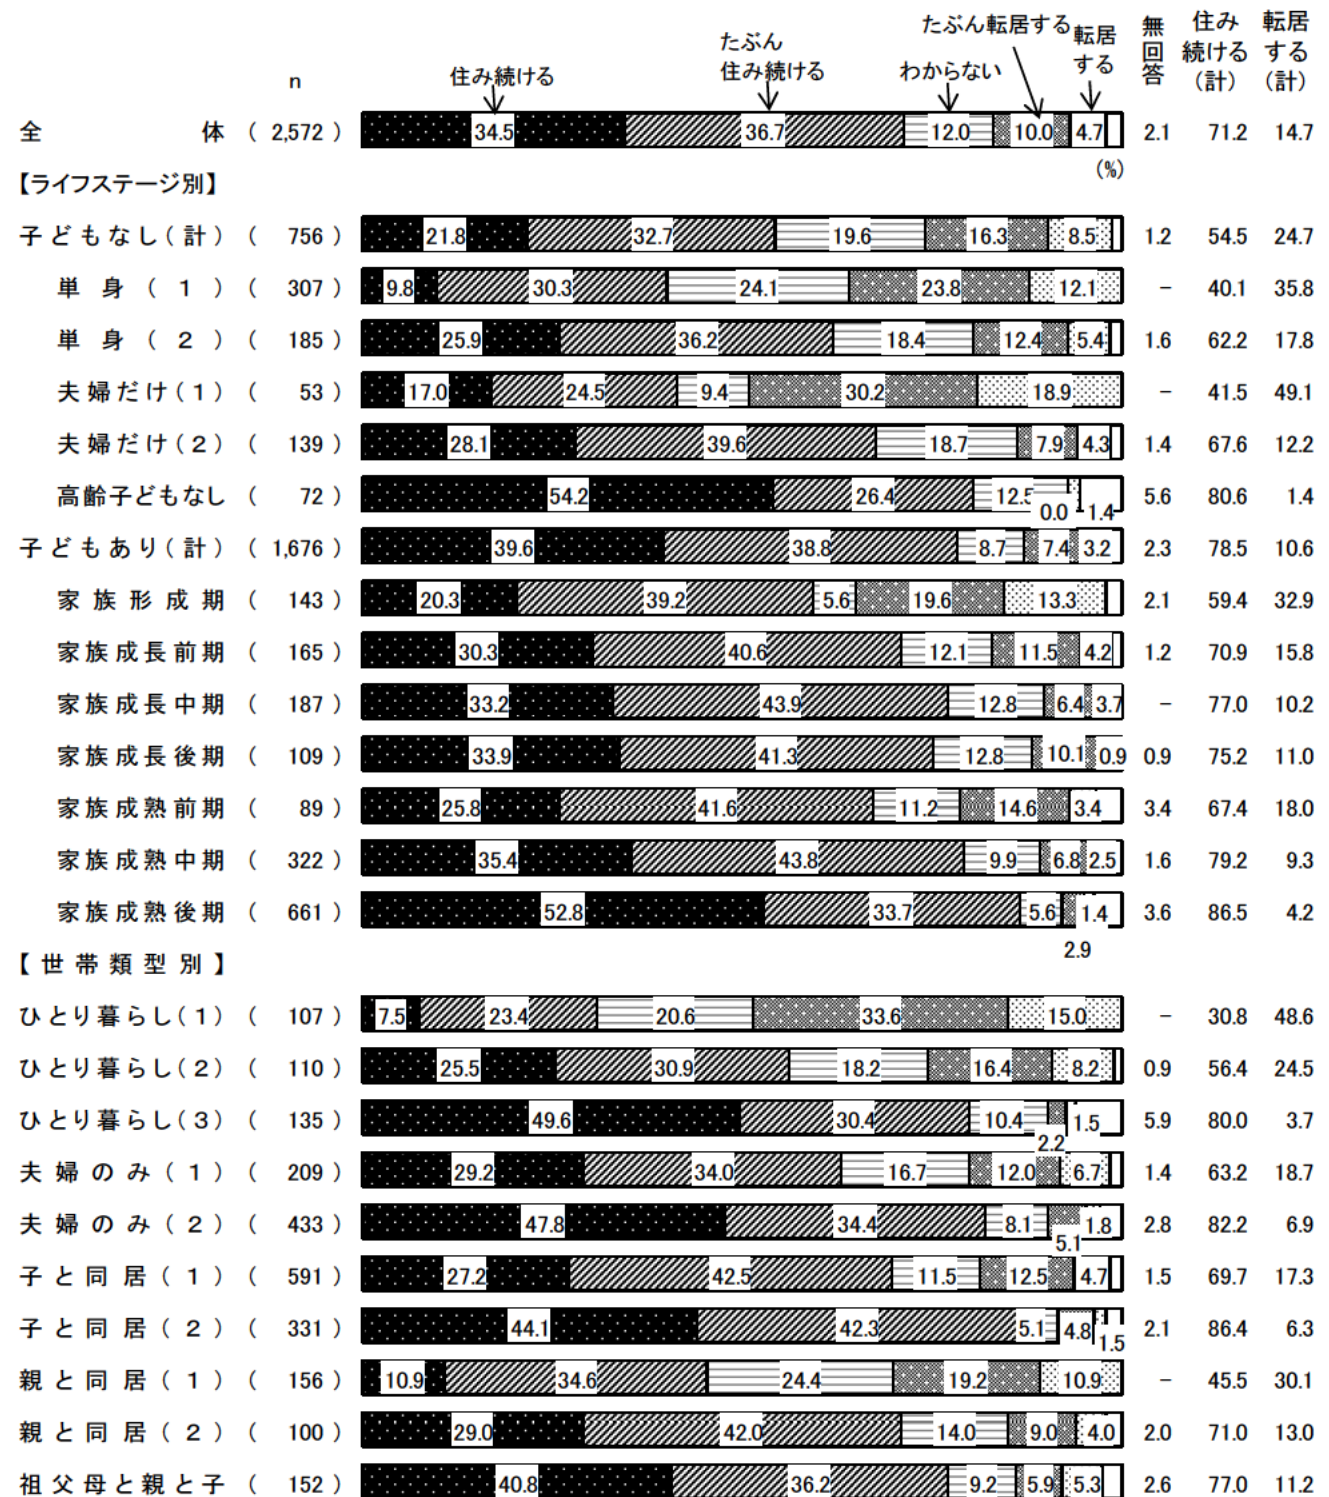 n 住み続ける たぶん住み続ける わからない たぶん転居する 転居する 無回答 住み続ける（計） 転居する（計）
全体 ( 2,572 ) 34.5 36.7 12.0 10.0 4.7 2.1 71.2 14.7
(%)
【ライフステージ別】
子どもなし(計) ( 756 ) 21.8 32.7 19.6 16.3 8.5 1.2 54.5 24.7
単身(1) ( 307 ) 9.8 30.3 24.1 23.8 12.1 − 40.1 35.8
単身(2) ( 185 ) 25.9 36.2 18.4 12.4 5.4 1.6 62.2 17.8
夫婦だけ(1) ( 53 ) 17.0 24.5 9.4 30.2 18.9 − 41.5 49.1
夫婦だけ(2) ( 139 ) 28.1 39.6 18.7 7.9 4.3 1.4 67.6 12.2
高齢子どもなし ( 72 ) 54.2 26.4 12.5 0.0 1.4 5.6 80.6 1.4
子どもあり(計) ( 1,676 ) 39.6 38.8 8.7 7.4 3.2 2.3 78.5 10.6
家族形成期 ( 143 ) 20.3 39.2 5.6 19.6 13.3 2.1 59.4 32.9
家族成長前期 ( 165 ) 30.3 40.6 12.1 11.5 4.2 1.2 70.9 15.8
家族成長中期 ( 187 ) 33.2 43.9 12.8 6.4 3.7 − 77.0 10.2
家族成長後期 ( 109 ) 33.9 41.3 12.8 10.1 0.9 0.9 75.2 11.0
家族成熟前期 ( 89 ) 25.8 41.6 11.2 14.6 3.4 3.4 67.4 18.0
家族成熟中期 ( 322 ) 35.4 43.8 9.9 6.8 2.5 1.6 79.2 9.3
家族成熟後期 ( 661 ) 52.8 33.7 5.6 2.9 1.4 3.6 86.5 4.2
【世帯類型別】
ひとり暮らし(1) ( 107 ) 7.5 23.4 20.6 33.6 15.0 − 30.8 48.6
ひとり暮らし(2) ( 110 ) 25.5 30.9 18.2 16.4 8.2 0.9 56.4 24.5
ひとり暮らし(3) ( 135 ) 49.6 30.4 10.4 2.2 1.5 5.9 80.0 3.7
夫婦のみ(1) ( 209 ) 29.2 34.0 16.7 12.0 6.7 1.4 63.2 18.7
夫婦のみ(2) ( 433 ) 47.8 34.4 8.1 5.1 1.8 2.8 82.2 6.9
子と同居(1) ( 591 ) 27.2 42.5 11.5 12.5 4.7 1.5 69.7 17.3
子と同居(2) ( 331 ) 44.1 42.3 5.1 4.8 1.5 2.1 86.4 6.3
親と同居(1) ( 156 ) 10.9 34.6 24.4 19.2 10.9 − 45.5 30.1
親と同居(2) ( 100 ) 29.0 42.0 14.0 9.0 4.0 2.0 71.0 13.0
祖父母と親と子 ( 152 ) 40.8 36.2 9.2 5.9 5.3 2.6 77.0 11.2